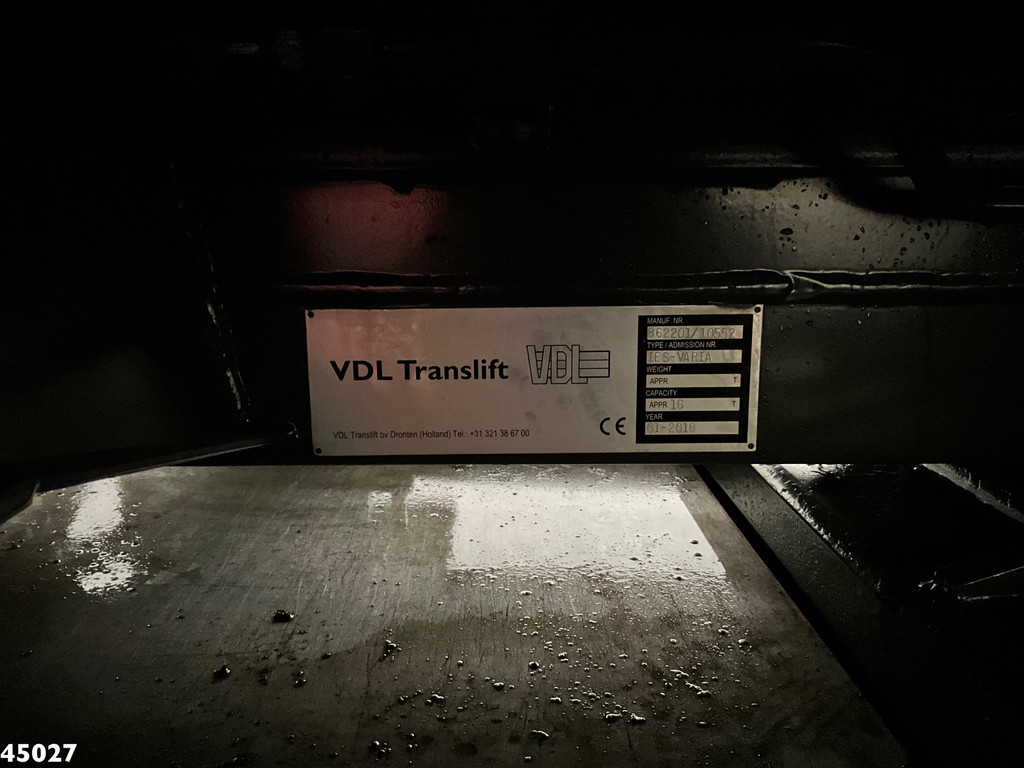 VDL Translift VDL
VDL Translift bv Dronten (Holland) Tel.: +31 321 38 67 00
CE
MANUF. NR
862201/10552
TYPE / ADMISSION NR
IES-VARIA S
WEIGHT
APPR T
CAPACITY
APPR 16 T
YEAR
01-2018
45027